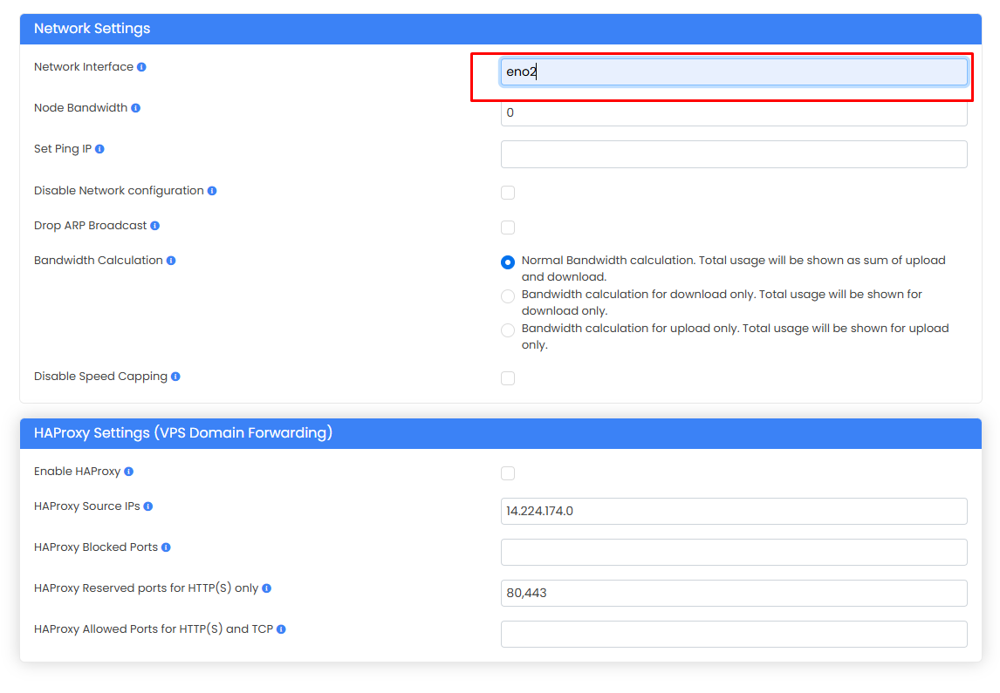 Network Settings
Network Interface
eno2
Node Bandwidth
0
Set Ping IP
Disable Network configuration
Drop ARP Broadcast
Bandwidth Calculation
Normal Bandwidth calculation. Total usage will be shown as sum of upload
and download.
Bandwidth calculation for download only. Total usage will be shown for
download only.
Bandwidth calculation for upload only. Total usage will be shown for upload
only.
Disable Speed Capping
HAProxy Settings (VPS Domain Forwarding)
Enable HAProxy
HAProxy Source IPs
14.224.174.0
HAProxy Blocked Ports
HAProxy Reserved ports for HTTP(S) only
80,443
HAProxy Allowed Ports for HTTP(S) and TCP